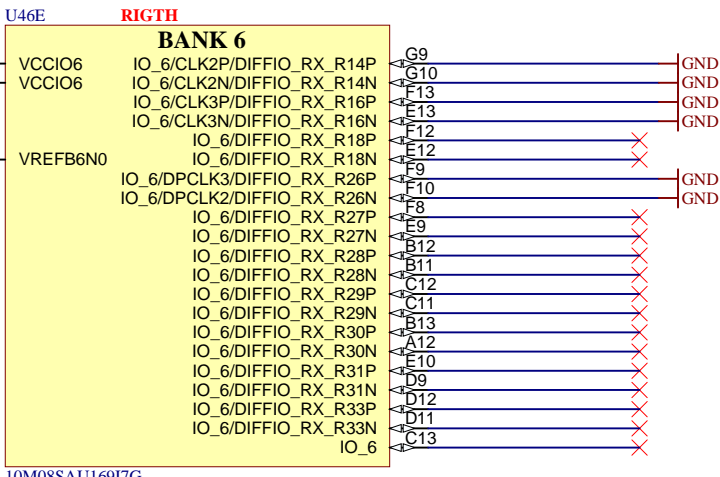 U46E RIGTH
BANK 6
VCCIO6 IO_6/CLK2P/DIFFIO_RX_R14P G9 GND
VCCIO6 IO_6/CLK2N/DIFFIO_RX_R14N G10 GND
IO_6/CLK3P/DIFFIO_RX_R16P F13 GND
IO_6/CLK3N/DIFFIO_RX_R16N E13 GND
IO_6/DIFFIO_RX_R18P F12
VREFB6N0 IO_6/DIFFIO_RX_R18N E12
IO_6/DPCLK3/DIFFIO_RX_R26P F9 GND
IO_6/DPCLK2/DIFFIO_RX_R26N F10 GND
IO_6/DIFFIO_RX_R27P F8
IO_6/DIFFIO_RX_R27N E9
IO_6/DIFFIO_RX_R28P B12
IO_6/DIFFIO_RX_R28N B11
IO_6/DIFFIO_RX_R29P C12
IO_6/DIFFIO_RX_R29N C11
IO_6/DIFFIO_RX_R30P B13
IO_6/DIFFIO_RX_R30N A12
IO_6/DIFFIO_RX_R31P E10
IO_6/DIFFIO_RX_R31N D9
IO_6/DIFFIO_RX_R33P D12
IO_6/DIFFIO_RX_R33N D11
IO_6 C13
10M08SAU169I7G